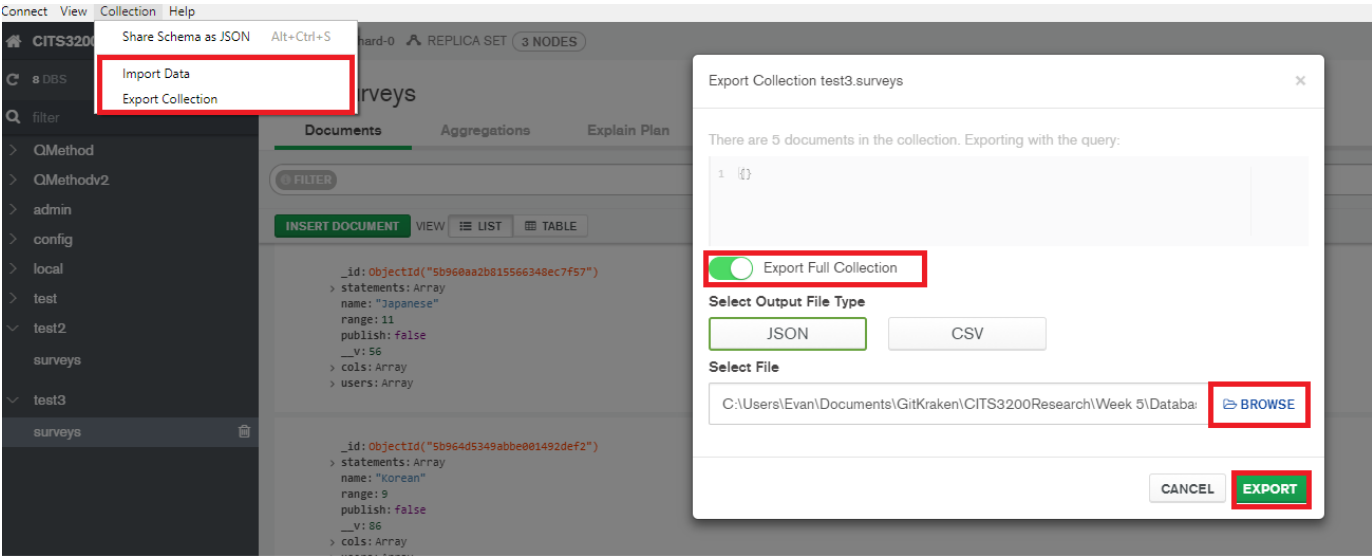 Connect View Collection Help
CITS3200
Share Schema as JSON Alt+Ctrl+S
hard-0 REPLICA SET 3 NODES
8 DBS
Import Data
Export Collection
filter
rveys
Documents Aggregations Explain Plan
QMethod
QMethodv2
admin
config
local
test
test2
surveys
test3
surveys
FILTER
INSERT DOCUMENT VIEW LIST TABLE
_id: ObjectId("5b960aa2b815566348ec7f57")
> statements: Array
name: "Japanese"
range: 11
publish: false
__v: 56
> cols: Array
> users: Array
_id: ObjectId("5b964d5349abbe001492def2")
> statements: Array
name: "Korean"
range: 9
publish: false
__v: 86
> cols: Array
Export Collection test3.surveys ×
There are 5 documents in the collection. Exporting with the query:
1 {}
Export Full Collection
Select Output File Type
JSON CSV
Select File
C:\Users\Evan\Documents\GitKraken\CITS3200Research\Week 5\Databa BROWSE
CANCEL EXPORT